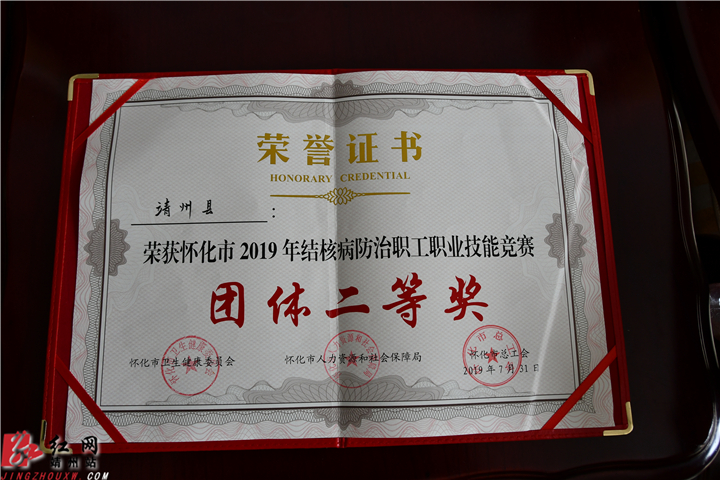 荣誉证书
HONORARY CREDENTIAL
靖州县:
荣获怀化市2019年结核病防治职工职业技能竞赛
团体二等奖
怀化市卫生健康委员会 怀化市人力资源和社会保障局 怀化市总工会
2019年7月31日
红网
靖州站
JINGZHOUXW.COM